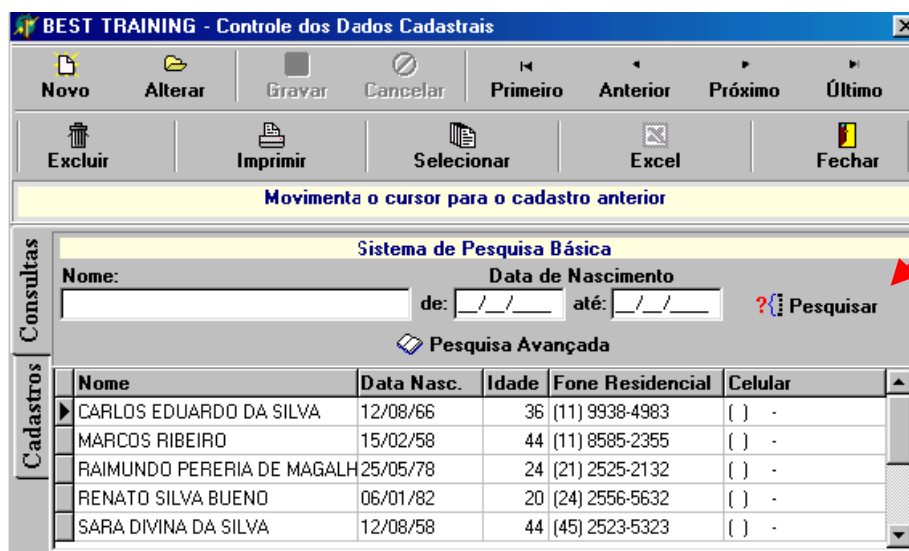 BEST TRAINING - Controle dos Dados Cadastrais
Novo Alterar Gravar Cancelar Primeiro Anterior Próximo Último
Excluir Imprimir Selecionar Excel Fechar
Movimenta o cursor para o cadastro anterior
Consultas
Cadastros
Sistema de Pesquisa Básica
Nome: Data de Nascimento
de: __/__/____ até: __/__/____ Pesquisar
Pesquisa Avançada
Nome Data Nasc. Idade Fone Residencial Celular
CARLOS EDUARDO DA SILVA 12/08/66 36 (11) 9938-4983 ( ) -
MARCOS RIBEIRO 15/02/58 44 (11) 8585-2355 ( ) -
RAIMUNDO PERERIA DE MAGALH 25/05/78 24 (21) 2525-2132 ( ) -
RENATO SILVA BUENO 06/01/82 20 (24) 2556-5632 ( ) -
SARA DIVINA DA SILVA 12/08/58 44 (45) 2523-5323 ( ) -